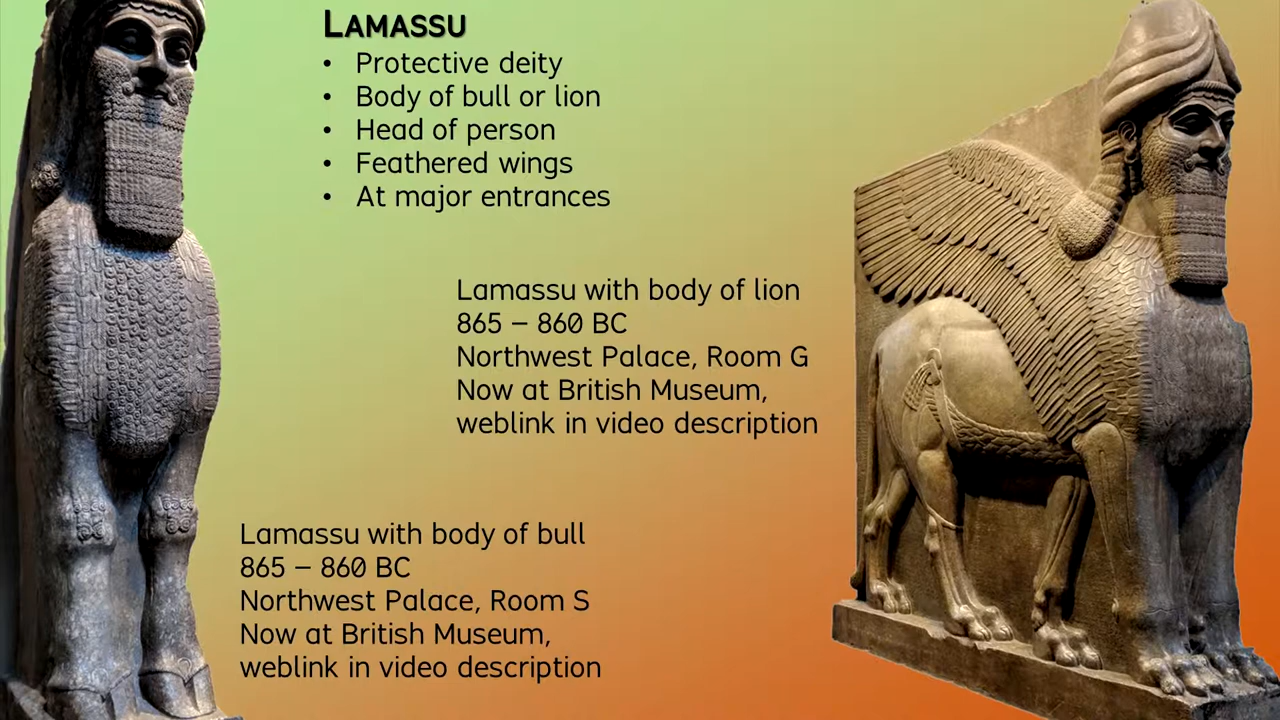 LAMASSU
• Protective deity
• Body of bull or lion
• Head of person
• Feathered wings
• At major entrances
Lamassu with body of lion
865 – 860 BC
Northwest Palace, Room G
Now at British Museum,
weblink in video description
Lamassu with body of bull
865 – 860 BC
Northwest Palace, Room S
Now at British Museum,
weblink in video description